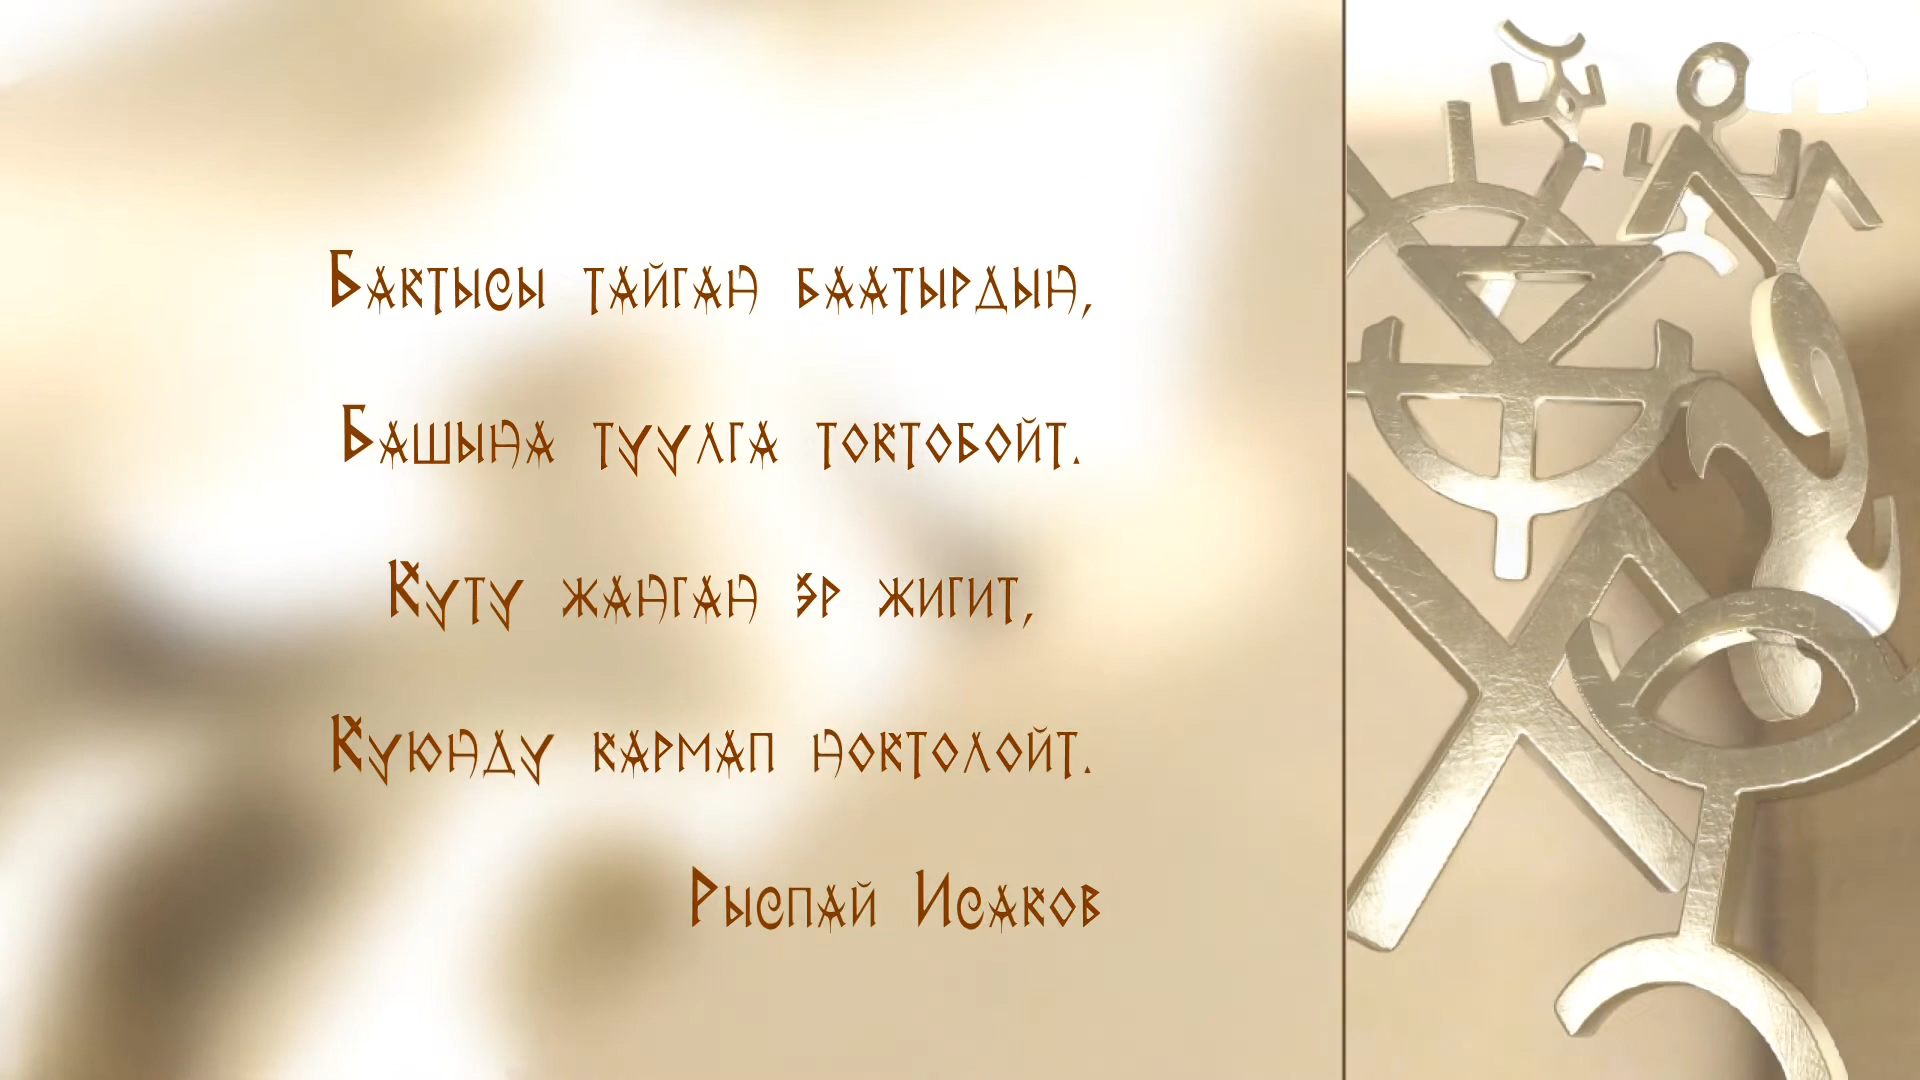 Бактысы тайган баатырдын,
Башына туулга токтобойт.
Куту жанган эр жигит,
Куюнду кармап ноктолойт.
Рыспай Исаков